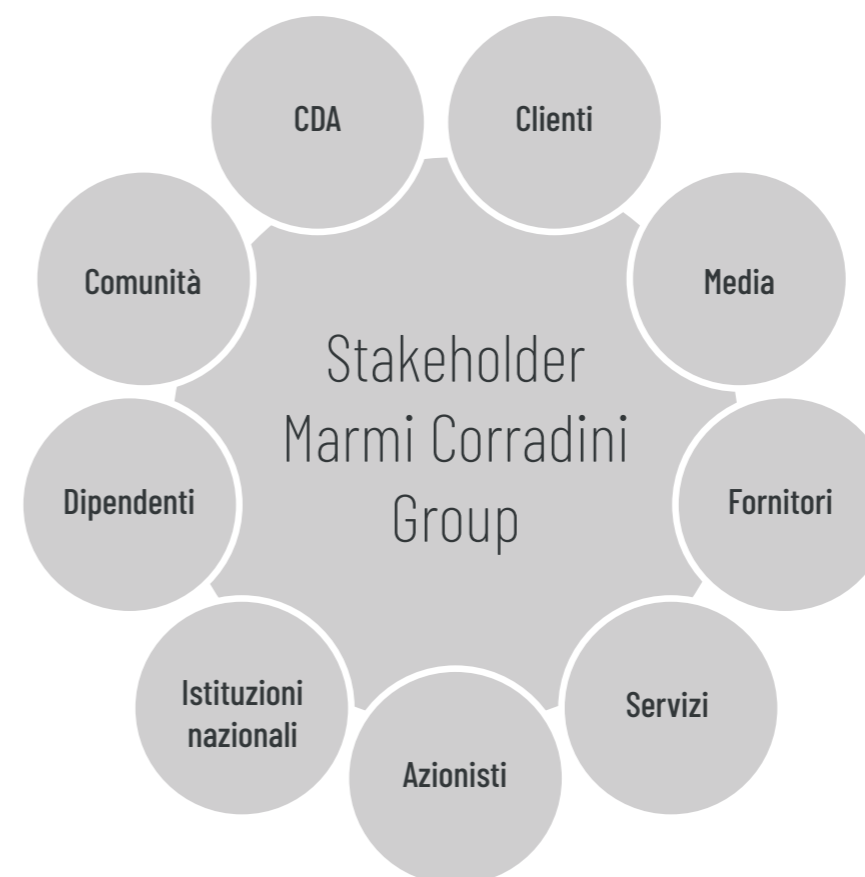 CDA
Clienti
Comunità
Media
Stakeholder
Marmi Corradini
Group
Dipendenti
Fornitori
Istituzioni
nazionali
Servizi
Azionisti